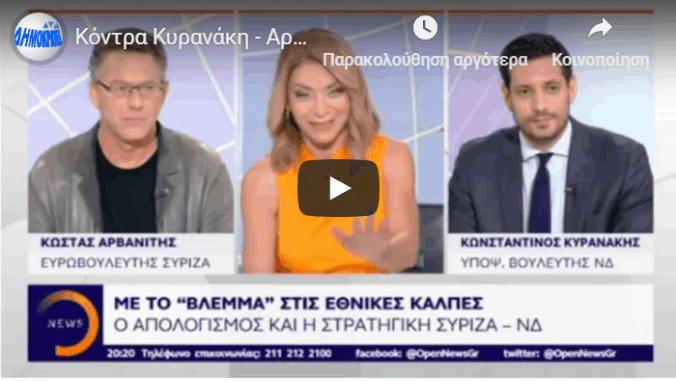 ΔΗΜΟΚΡΑΤΙΑ
Κόντρα Κυρανάκη - Αρ...
Παρακολούθηση αργότερα
Κοινοποίηση
ΚΩΣΤΑΣ ΑΡΒΑΝΙΤΗΣ
ΕΥΡΩΒΟΥΛΕΥΤΗΣ ΣΥΡΙΖΑ
ΚΩΝΣΤΑΝΤΙΝΟΣ ΚΥΡΑΝΑΚΗΣ
ΥΠΟΨ. ΒΟΥΛΕΥΤΗΣ ΝΔ
NEWS
ΜΕ ΤΟ “ΒΛΕΜΜΑ” ΣΤΙΣ ΕΘΝΙΚΕΣ ΚΑΛΠΕΣ
Ο ΑΠΟΛΟΓΙΣΜΟΣ ΚΑΙ Η ΣΤΡΑΤΗΓΙΚΗ ΣΥΡΙΖΑ – ΝΔ
20:20 Τηλέφωνο επικοινωνίας: 211 212 2100 facebook: @OpenNewsGr twitter: @OpenNewsGr